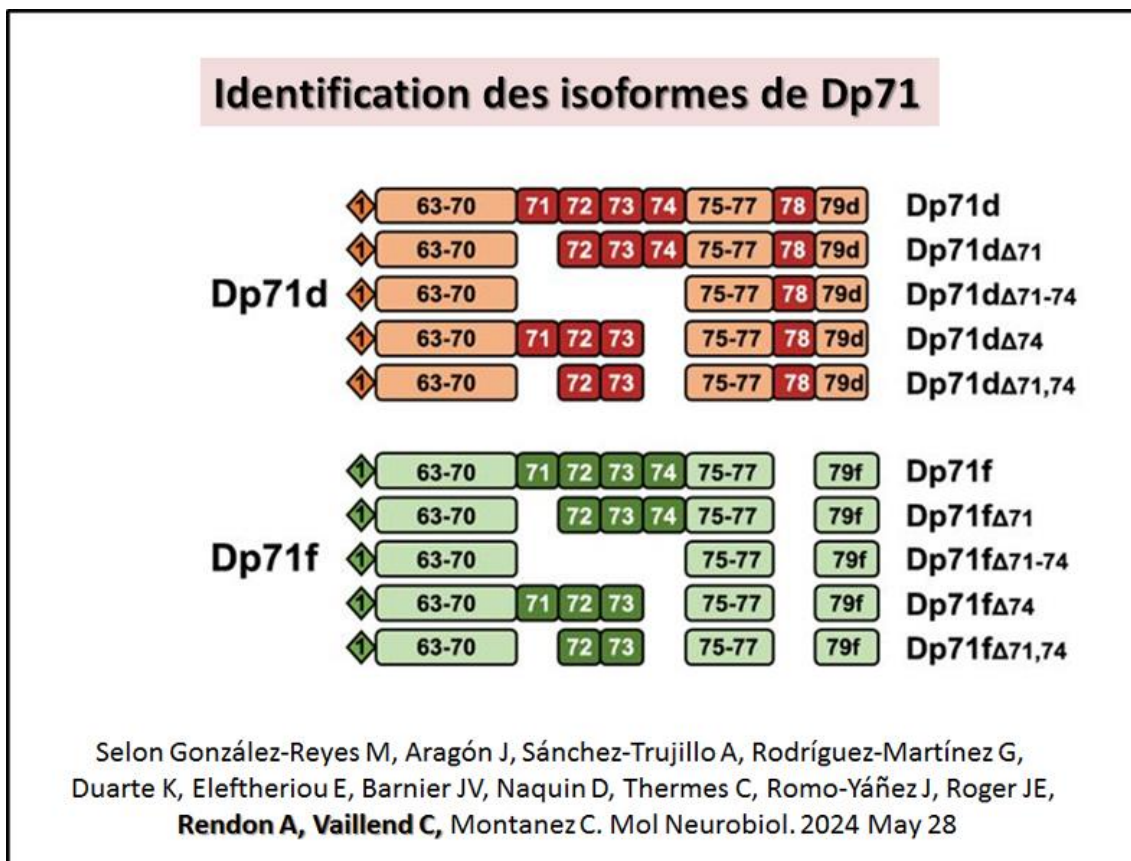 Identification des isoformes de Dp71
1 63-70 71 72 73 74 75-77 78 79d Dp71d
1 63-70 72 73 74 75-77 78 79d Dp71dΔ71
Dp71d 1 63-70 75-77 78 79d Dp71dΔ71-74
1 63-70 71 72 73 75-77 78 79d Dp71dΔ74
1 63-70 72 73 75-77 78 79d Dp71dΔ71,74
1 63-70 71 72 73 74 75-77 79f Dp71f
1 63-70 72 73 74 75-77 79f Dp71fΔ71
Dp71f 1 63-70 75-77 79f Dp71fΔ71-74
1 63-70 71 72 73 75-77 79f Dp71fΔ74
1 63-70 72 73 75-77 79f Dp71fΔ71,74
Selon González-Reyes M, Aragón J, Sánchez-Trujillo A, Rodríguez-Martínez G,
Duarte K, Eleftheriou E, Barnier JV, Naquin D, Thermes C, Romo-Yáñez J, Roger JE,
Rendon A, Vaillend C, Montanez C. Mol Neurobiol. 2024 May 28